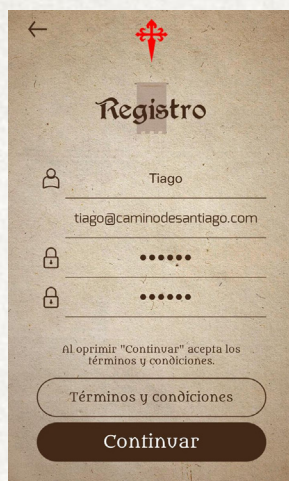 Registro
Tiago
tiago@caminodesantiago.com
••••••
••••••
Al oprimir "Continuar" acepta los
términos y condiciones.
Términos y condiciones
Continuar